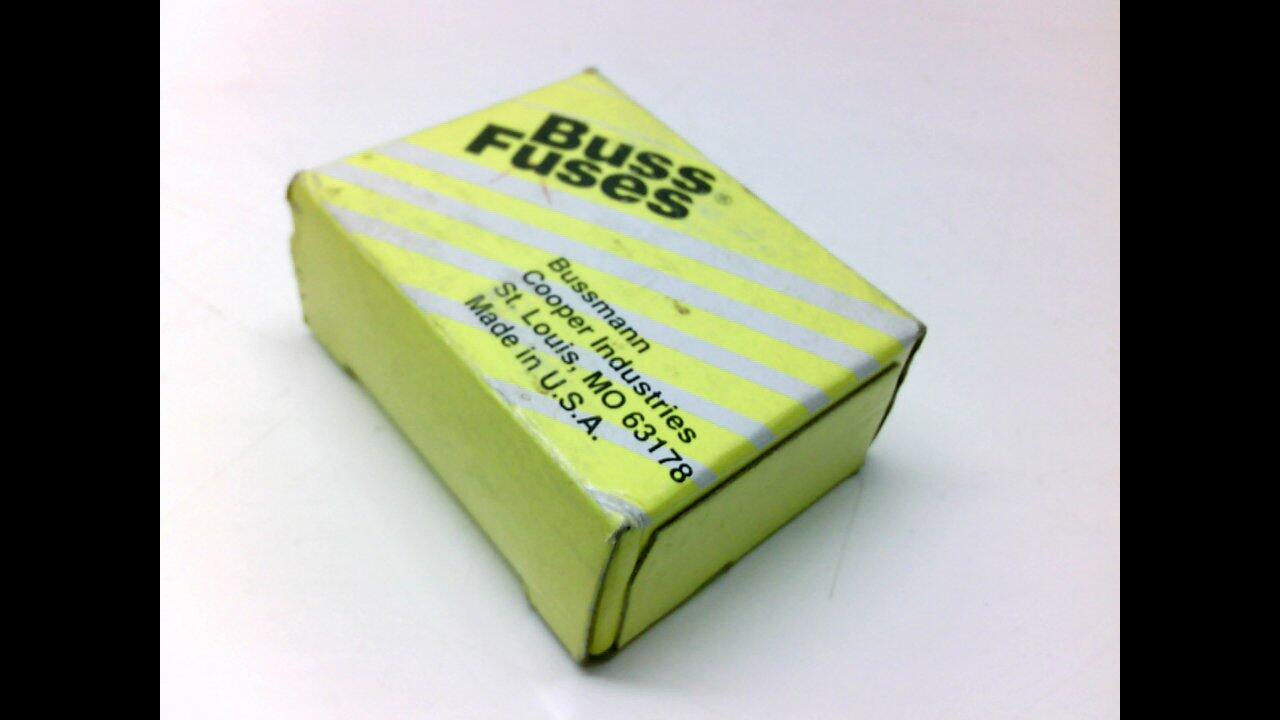 Buss
Fuses®
Bussmann
Cooper Industries
St. Louis, MO 63178
Made in U.S.A.